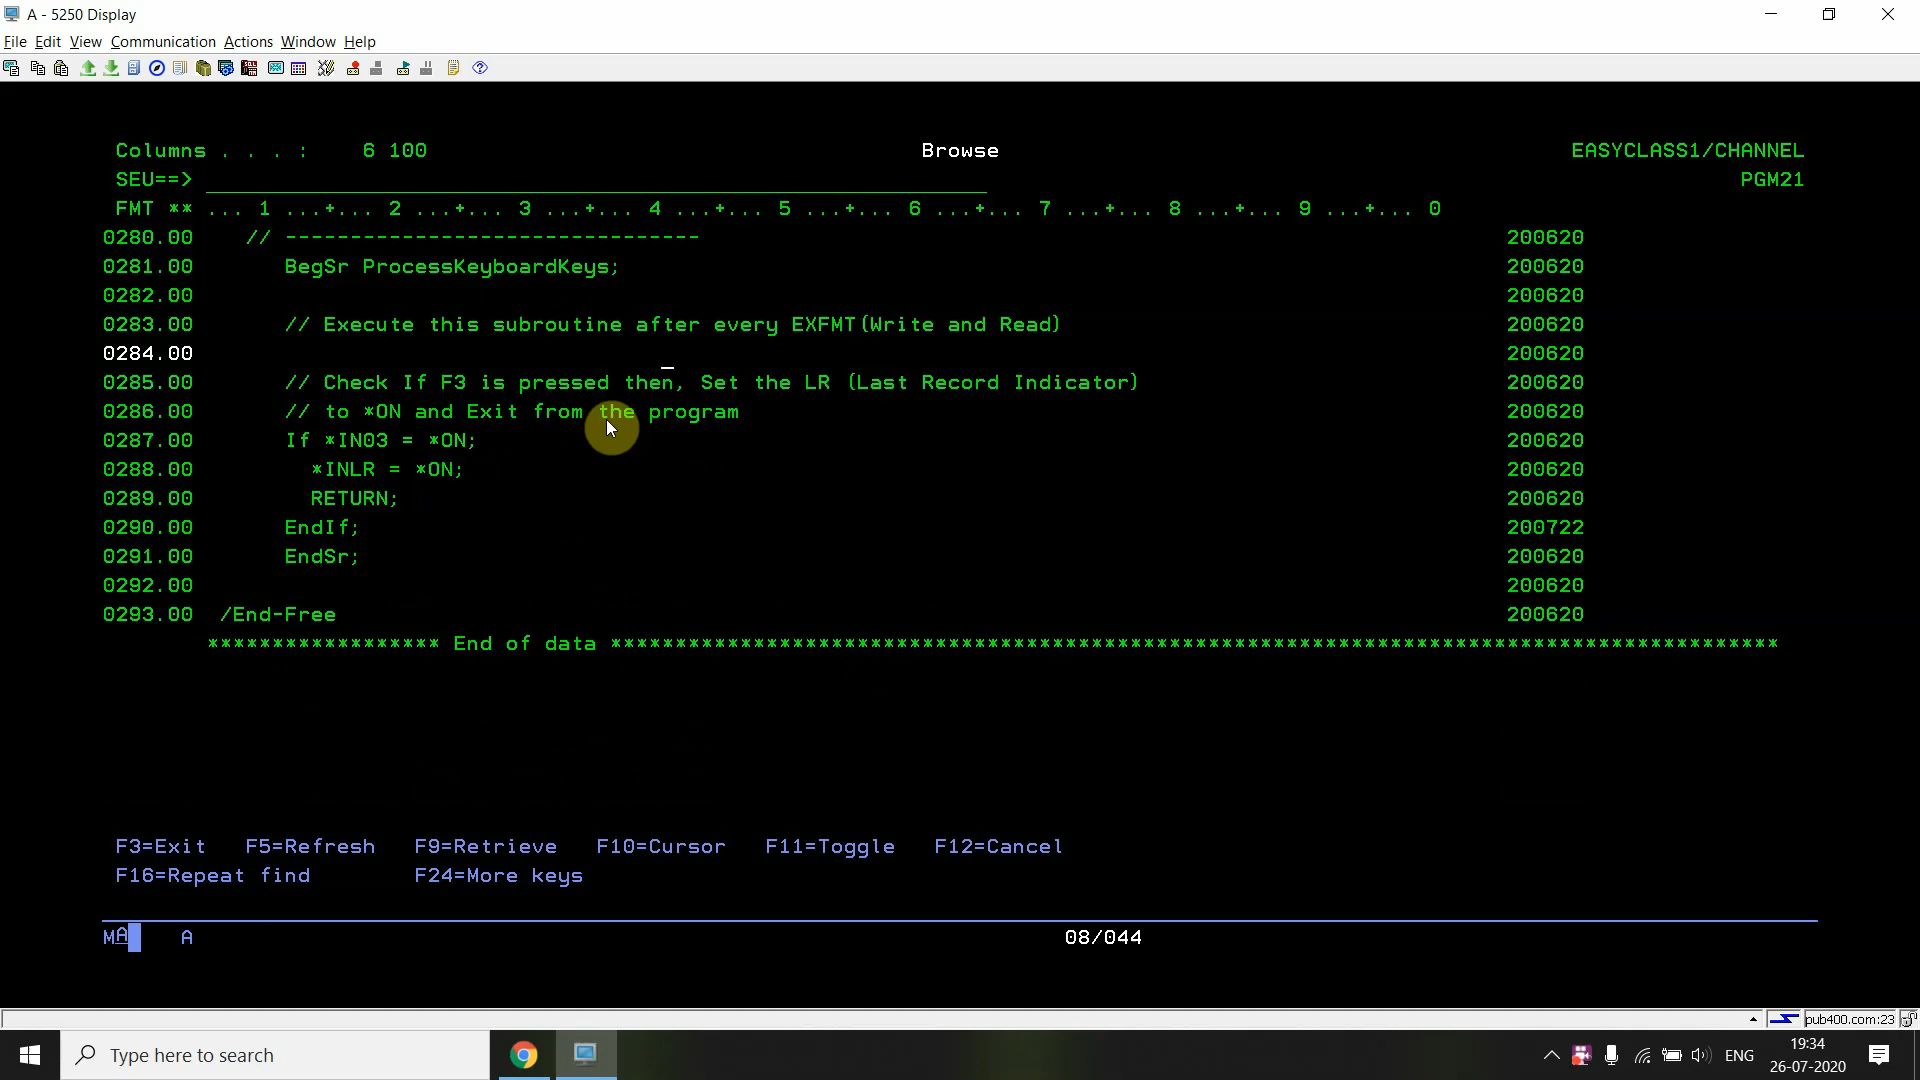 A - 5250 Display
File Edit View Communication Actions Window Help
Columns . . . : 6 100 Browse EASYCLASS1/CHANNEL
SEU==> PGM21
FMT ** ... 1 ...+... 2 ...+... 3 ...+... 4 ...+... 5 ...+... 6 ...+... 7 ...+... 8 ...+... 9 ...+... 0
0280.00 // -------------------------------- 200620
0281.00 BegSr ProcessKeyboardKeys; 200620
0282.00 200620
0283.00 // Execute this subroutine after every EXFMT(Write and Read) 200620
0284.00 200620
0285.00 // Check If F3 is pressed then, Set the LR (Last Record Indicator) 200620
0286.00 // to *ON and Exit from the program 200620
0287.00 If *IN03 = *ON; 200620
0288.00 *INLR = *ON; 200620
0289.00 RETURN; 200620
0290.00 EndIf; 200722
0291.00 EndSr; 200620
0292.00 200620
0293.00 /End-Free 200620
****************** End of data ******************************************************************************************
F3=Exit F5=Refresh F9=Retrieve F10=Cursor F11=Toggle F12=Cancel
F16=Repeat find F24=More keys
MA A 08/044
pub400.com:23
Type here to search ENG 19:34
26-07-2020